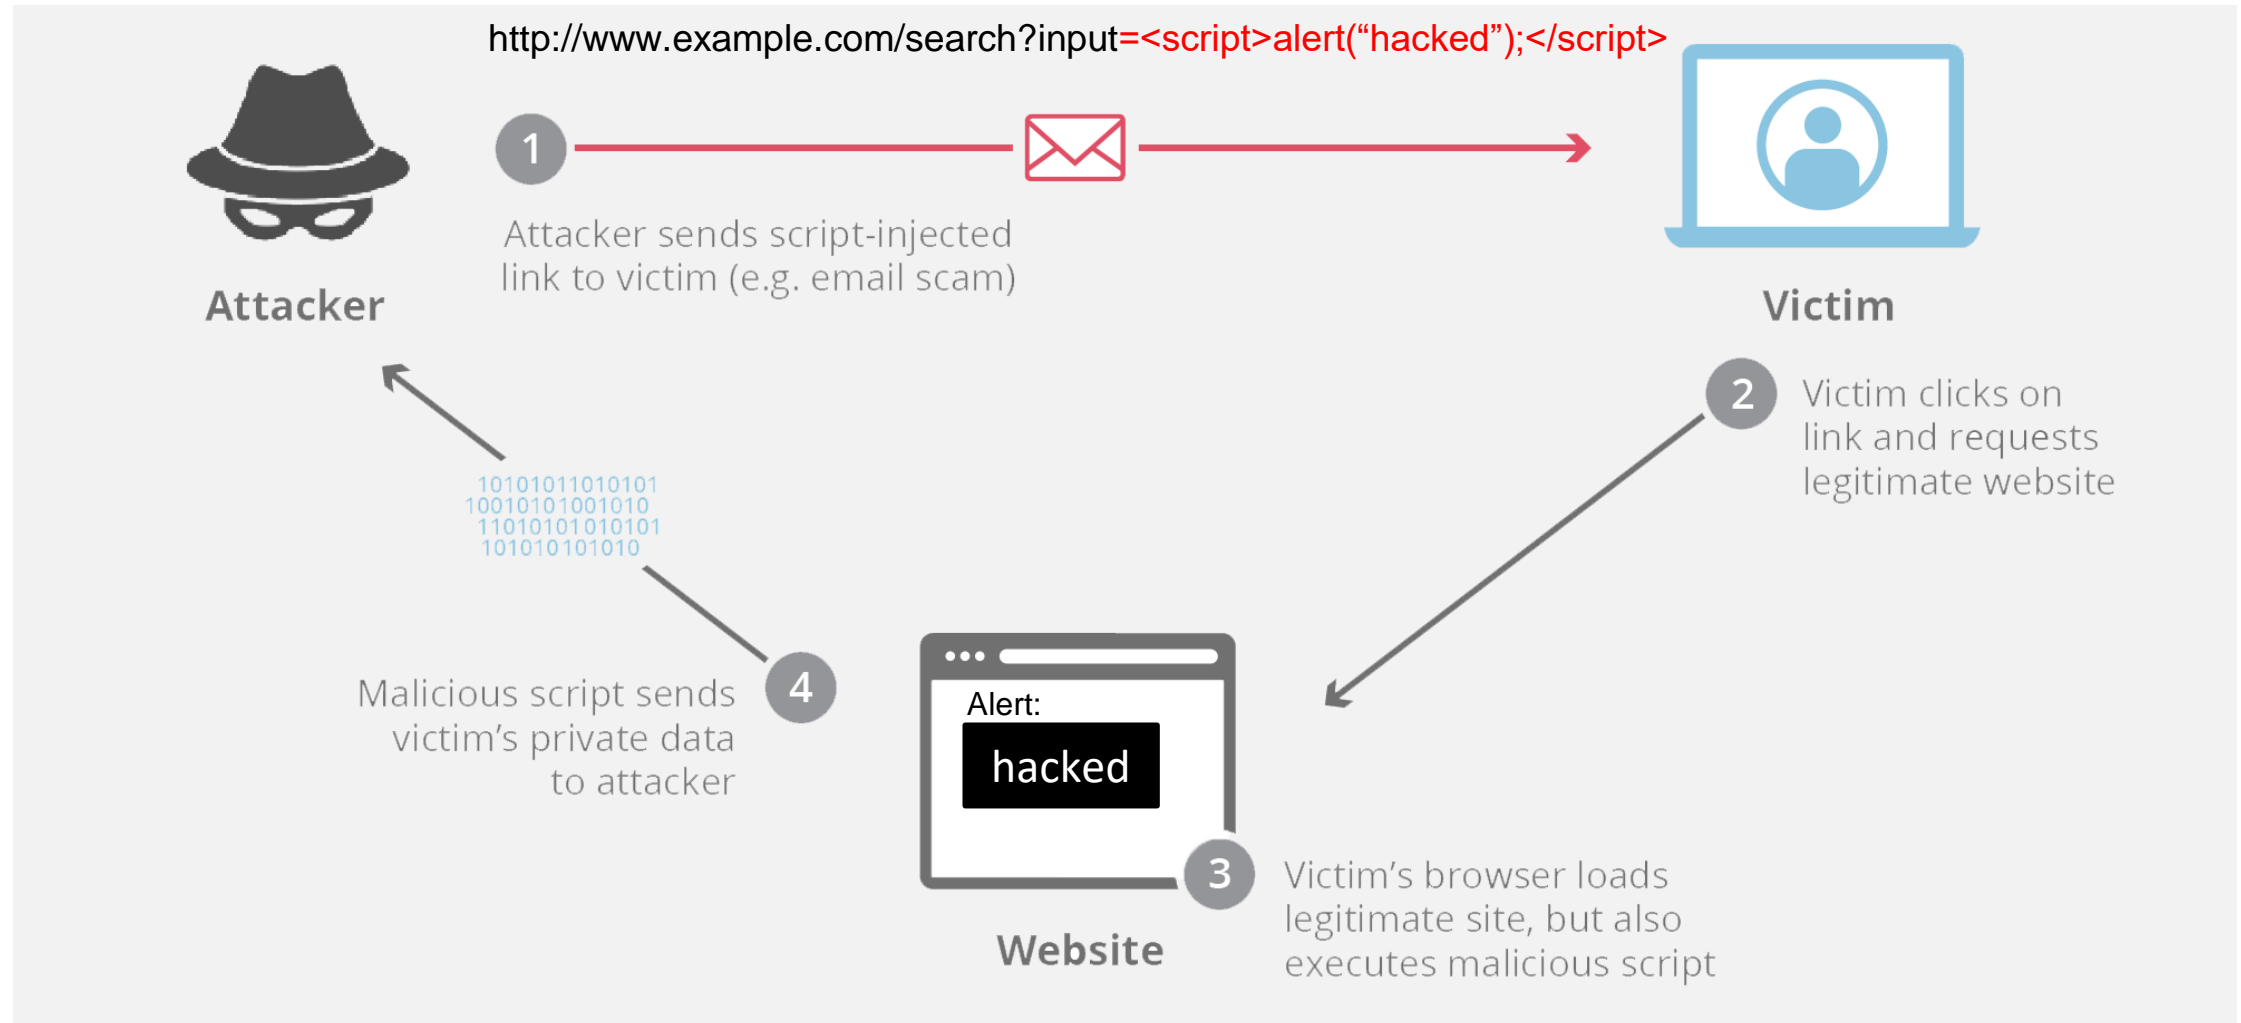 http://www.example.com/search?input=<script>alert(“hacked”);</script>
1
Attacker sends script-injected
link to victim (e.g. email scam)
Attacker
Victim
2
Victim clicks on
link and requests
legitimate website
10101011010101
10010101001010
11010101010101
101010101010
4
Malicious script sends
victim’s private data
to attacker
Alert:
hacked
3
Victim’s browser loads
legitimate site, but also
executes malicious script
Website